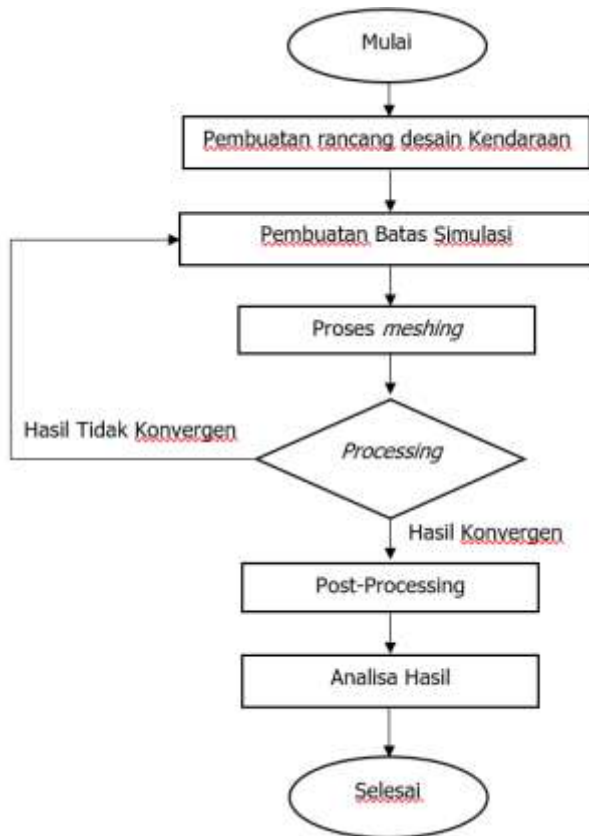 Mulai
Pembuatan rancang desain Kendaraan
Pembuatan Batas Simulasi
Proses meshing
Hasil Tidak Konvergen
Processing
Hasil Konvergen
Post-Processing
Analisa Hasil
Selesai